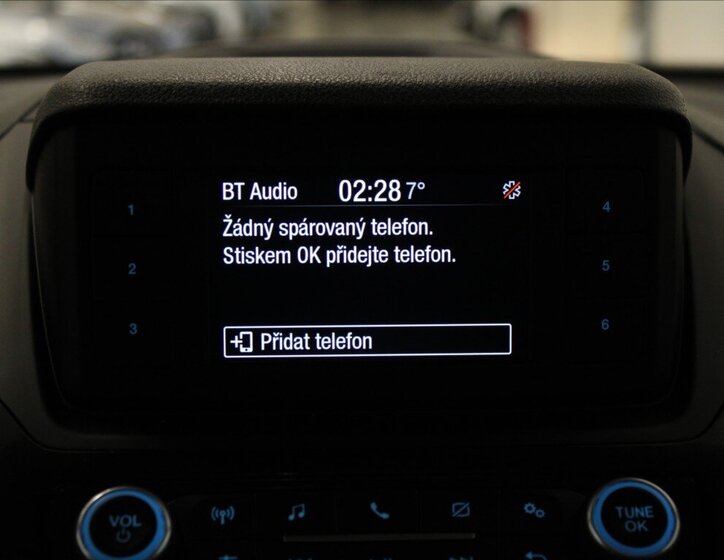 BT Audio 02:28 7°
Žádný spárovaný telefon.
Stiskem OK přidejte telefon.
Přidat telefon
1
2
3
4
5
6
VOL
TUNE
OK